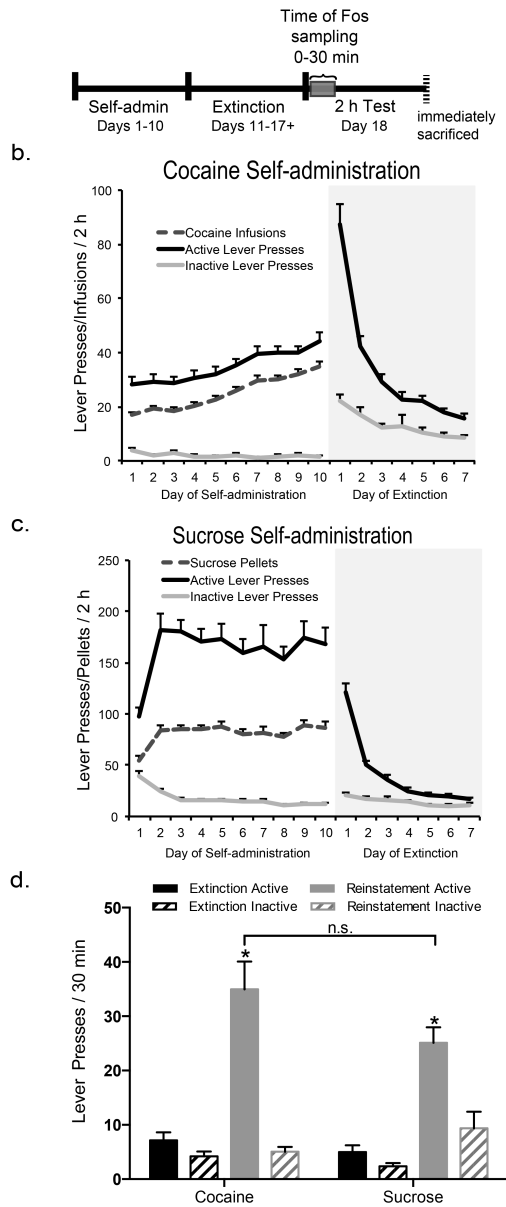 Time of Fos
sampling
0-30 min
Self-admin
Extinction
2 h Test
Days 1-10
Days 11-17+
Day 18
immediately
sacrificed
b.
Cocaine Self-administration
Lever Presses/Infusions / 2 h
100
80
60
40
20
0
Cocaine Infusions
Active Lever Presses
Inactive Lever Presses
1 2 3 4 5 6 7 8 9 10
1 2 3 4 5 6 7
Day of Self-administration
Day of Extinction
c.
Sucrose Self-administration
Lever Presses/Pellets / 2 h
250
200
150
100
50
0
Sucrose Pellets
Active Lever Presses
Inactive Lever Presses
1 2 3 4 5 6 7 8 9 10
1 2 3 4 5 6 7
Day of Self-administration
Day of Extinction
d.
Extinction Active
Reinstatement Active
Extinction Inactive
Reinstatement Inactive
Lever Presses / 30 min
50
40
30
20
10
0
n.s.
*
*
Cocaine
Sucrose